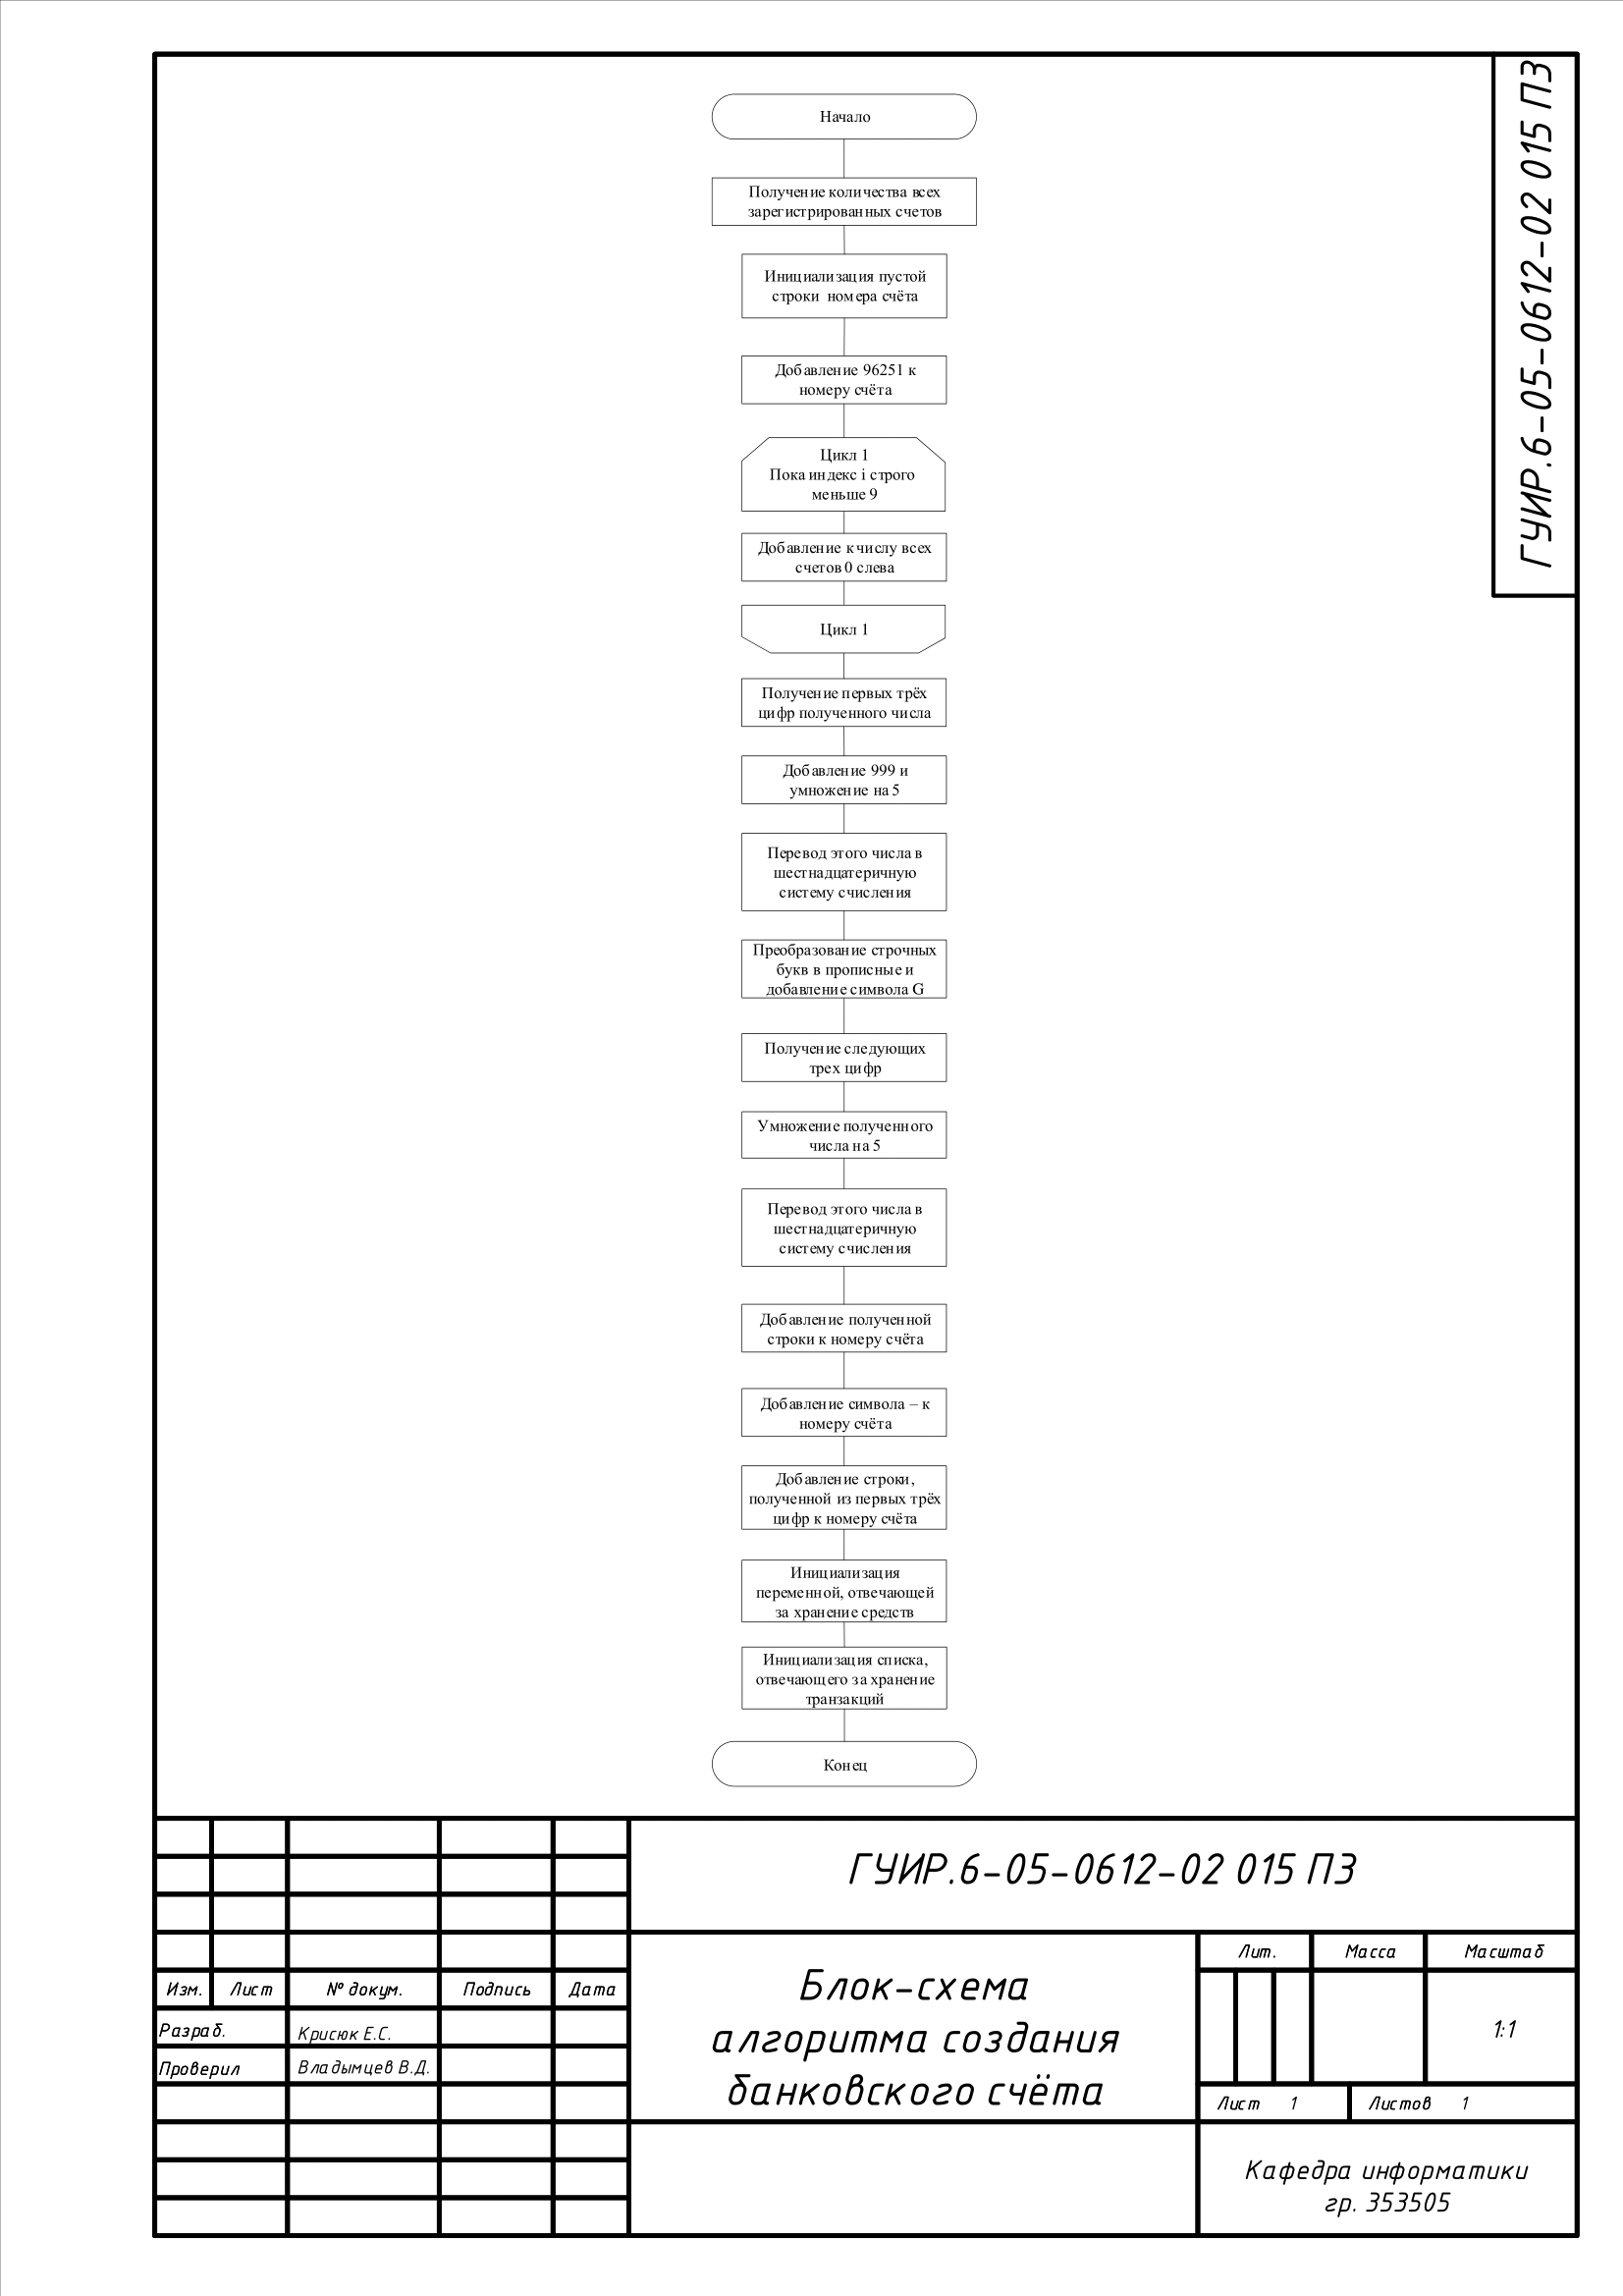 ГУИР.6-05-0612-02 015 ПЗ
Начало
Получение количества всех
зарегистрированных счетов
Инициализация пустой
строки номера счёта
Добавление 96251 к
номеру счёта
Цикл 1
Пока индекс i строго
меньше 9
Добавление к числу всех
счетов 0 слева
Цикл 1
Получение первых трёх
цифр полученного числа
Добавление 999 и
умножение на 5
Перевод этого числа в
шестнадцатеричную
систему счисления
Преобразование строчных
букв в прописные и
добавление символа G
Получение следующих
трех цифр
Умножение полученного
числа на 5
Перевод этого числа в
шестнадцатеричную
систему счисления
Добавление полученной
строки к номеру счёта
Добавление символа – к
номеру счёта
Добавление строки,
полученной из первых трёх
цифр к номеру счёта
Инициализация
переменной, отвечающей
за хранение средств
Инициализация списка,
отвечающего за хранение
транзакций
Конец
ГУИР.6-05-0612-02 015 ПЗ
Изм. Лист № докум. Подпись Дата
Разраб. Крисюк Е.С.
Проверил Владымцев В.Д.
Блок-схема
алгоритма создания
банковского счёта
Лит. Масса Масштаб
1:1
Лист 1 Листов 1
Кафедра информатики
гр. 353505